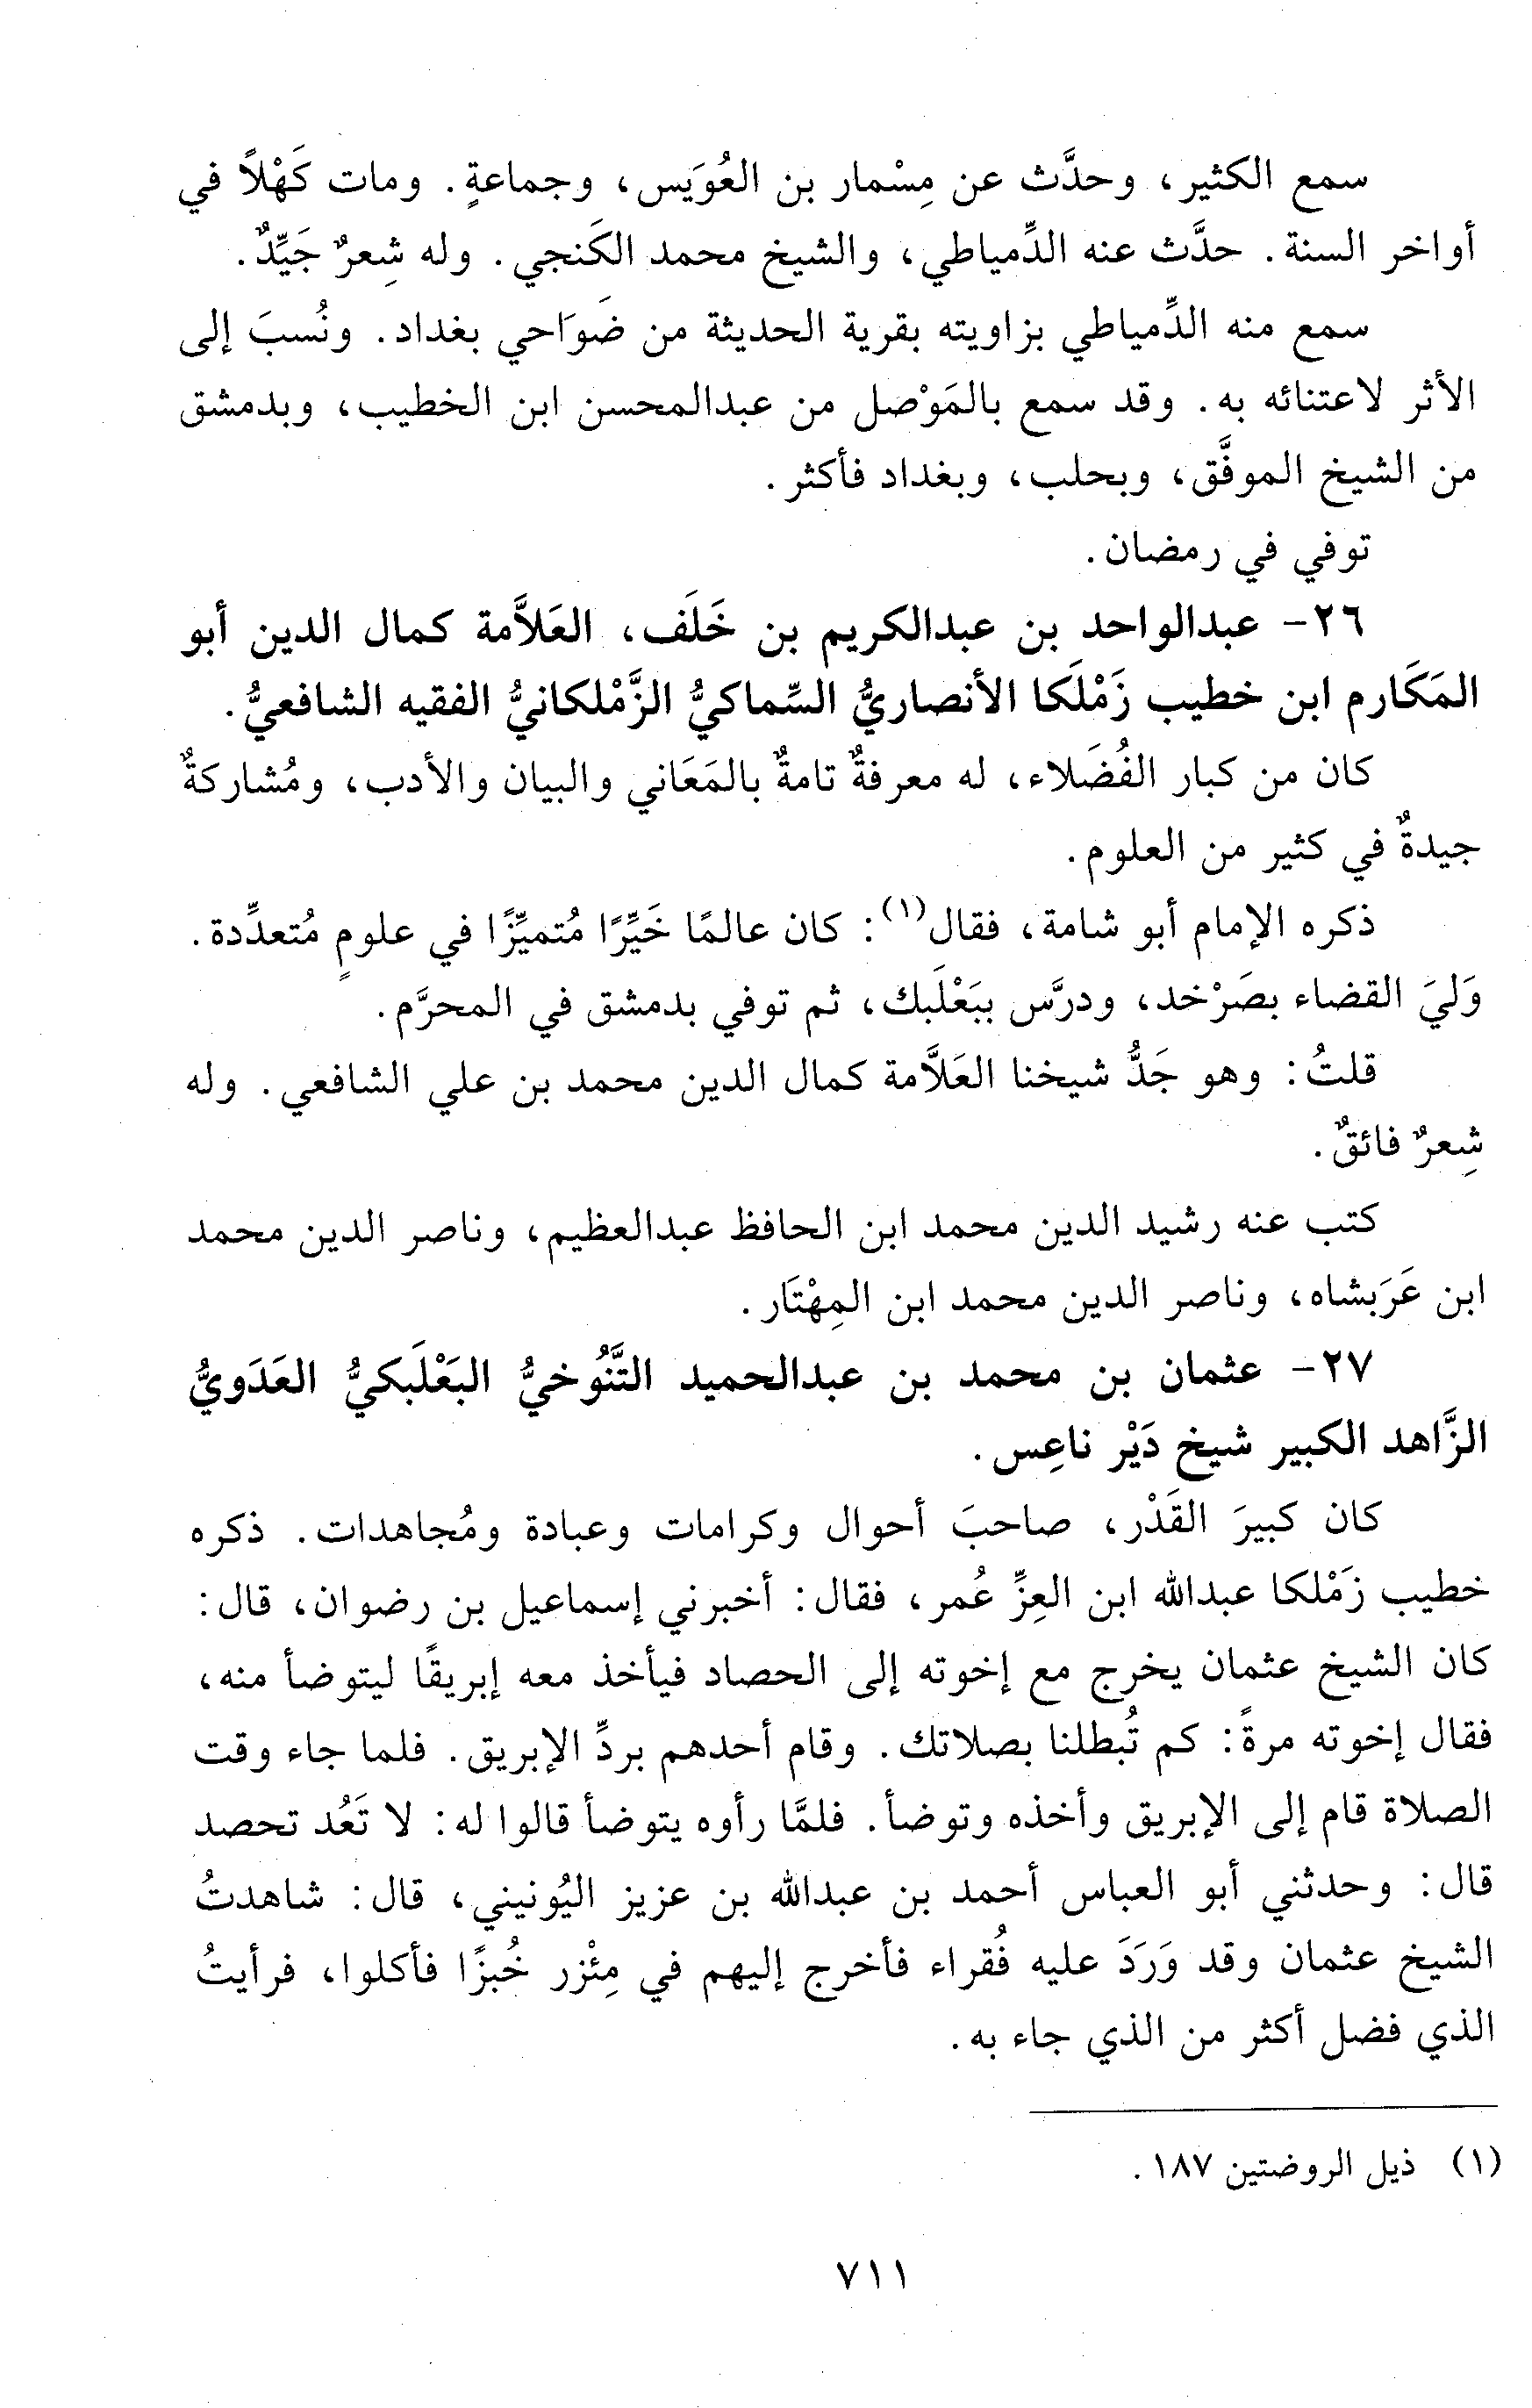 سمع الكثير، وحدَّث عن مِسْمار بن العُوَيس، وجماعةٍ. ومات كَهْلاً في
أواخر السنة. حدَّث عنه الدِّمياطي، والشيخ محمد الكَنجي. وله شِعرٌ جَيِّدٌ.
سمع منه الدِّمياطي بزاويته بقرية الحديثة من ضَوَاحي بغداد. ونُسبَ إلى
الأثر لاعتنائه به. وقد سمع بالمَوْصل من عبدالمحسن ابن الخطيب، وبدمشق
من الشيخ الموفَّق، وبحلب، وبغداد فأكثر.
توفي في رمضان.
٢٦- عبدالواحد بن عبدالكريم بن خَلَف، العَلاَّمة كمال الدين أبو
المَكَارم ابن خطيب زَمْلَكا الأنصاريُّ السِّماكيُّ الزَّمْلكانيُّ الفقيه الشافعيُّ.
كان من كبار الفُضَلاء، له معرفةٌ تامةٌ بالمَعَاني والبيان والأدب، ومُشاركةٌ
جيدةٌ في كثير من العلوم.
ذكره الإمام أبو شامة، فقال(١): كان عالمًا خَيِّرًا مُتميِّزًا في علومٍ مُتعدِّدة.
وَليَ القضاء بصَرْخد، ودرَّس ببَعْلَبك، ثم توفي بدمشق في المحرَّم.
قلتُ: وهو جَدُّ شيخنا العَلاَّمة كمال الدين محمد بن علي الشافعي. وله
شِعرٌ فائقٌ.
كتب عنه رشيد الدين محمد ابن الحافظ عبدالعظيم، وناصر الدين محمد
ابن عَرَبشاه، وناصر الدين محمد ابن المِهْتَار.
٢٧- عثمان بن محمد بن عبدالحميد التَّنُوخيُّ البَعْلَبكيُّ العَدَويُّ
الزَّاهد الكبير شيخ دَيْر ناعِس.
كان كبيرَ القَدْر، صاحبَ أحوال وكرامات وعبادة ومُجاهدات. ذكره
خطيب زَمْلكا عبدالله ابن العِزِّ عُمر، فقال: أخبرني إسماعيل بن رضوان، قال:
كان الشيخ عثمان يخرج مع إخوته إلى الحصاد فيأخذ معه إبريقًا ليتوضأ منه،
فقال إخوته مرةً: كم تُبطلنا بصلاتك. وقام أحدهم بردِّ الإبريق. فلما جاء وقت
الصلاة قام إلى الإبريق وأخذه وتوضأ. فلمَّا رأوه يتوضأ قالوا له: لا تَعُد تحصد
قال: وحدثني أبو العباس أحمد بن عبدالله بن عزيز اليُونيني، قال: شاهدتُ
الشيخ عثمان وقد وَرَدَ عليه فُقراء فأخرج إليهم في مِئْزر خُبزًا فأكلوا، فرأيتُ
الذي فضل أكثر من الذي جاء به.
(١) ذيل الروضتين ١٨٧.
٧١١